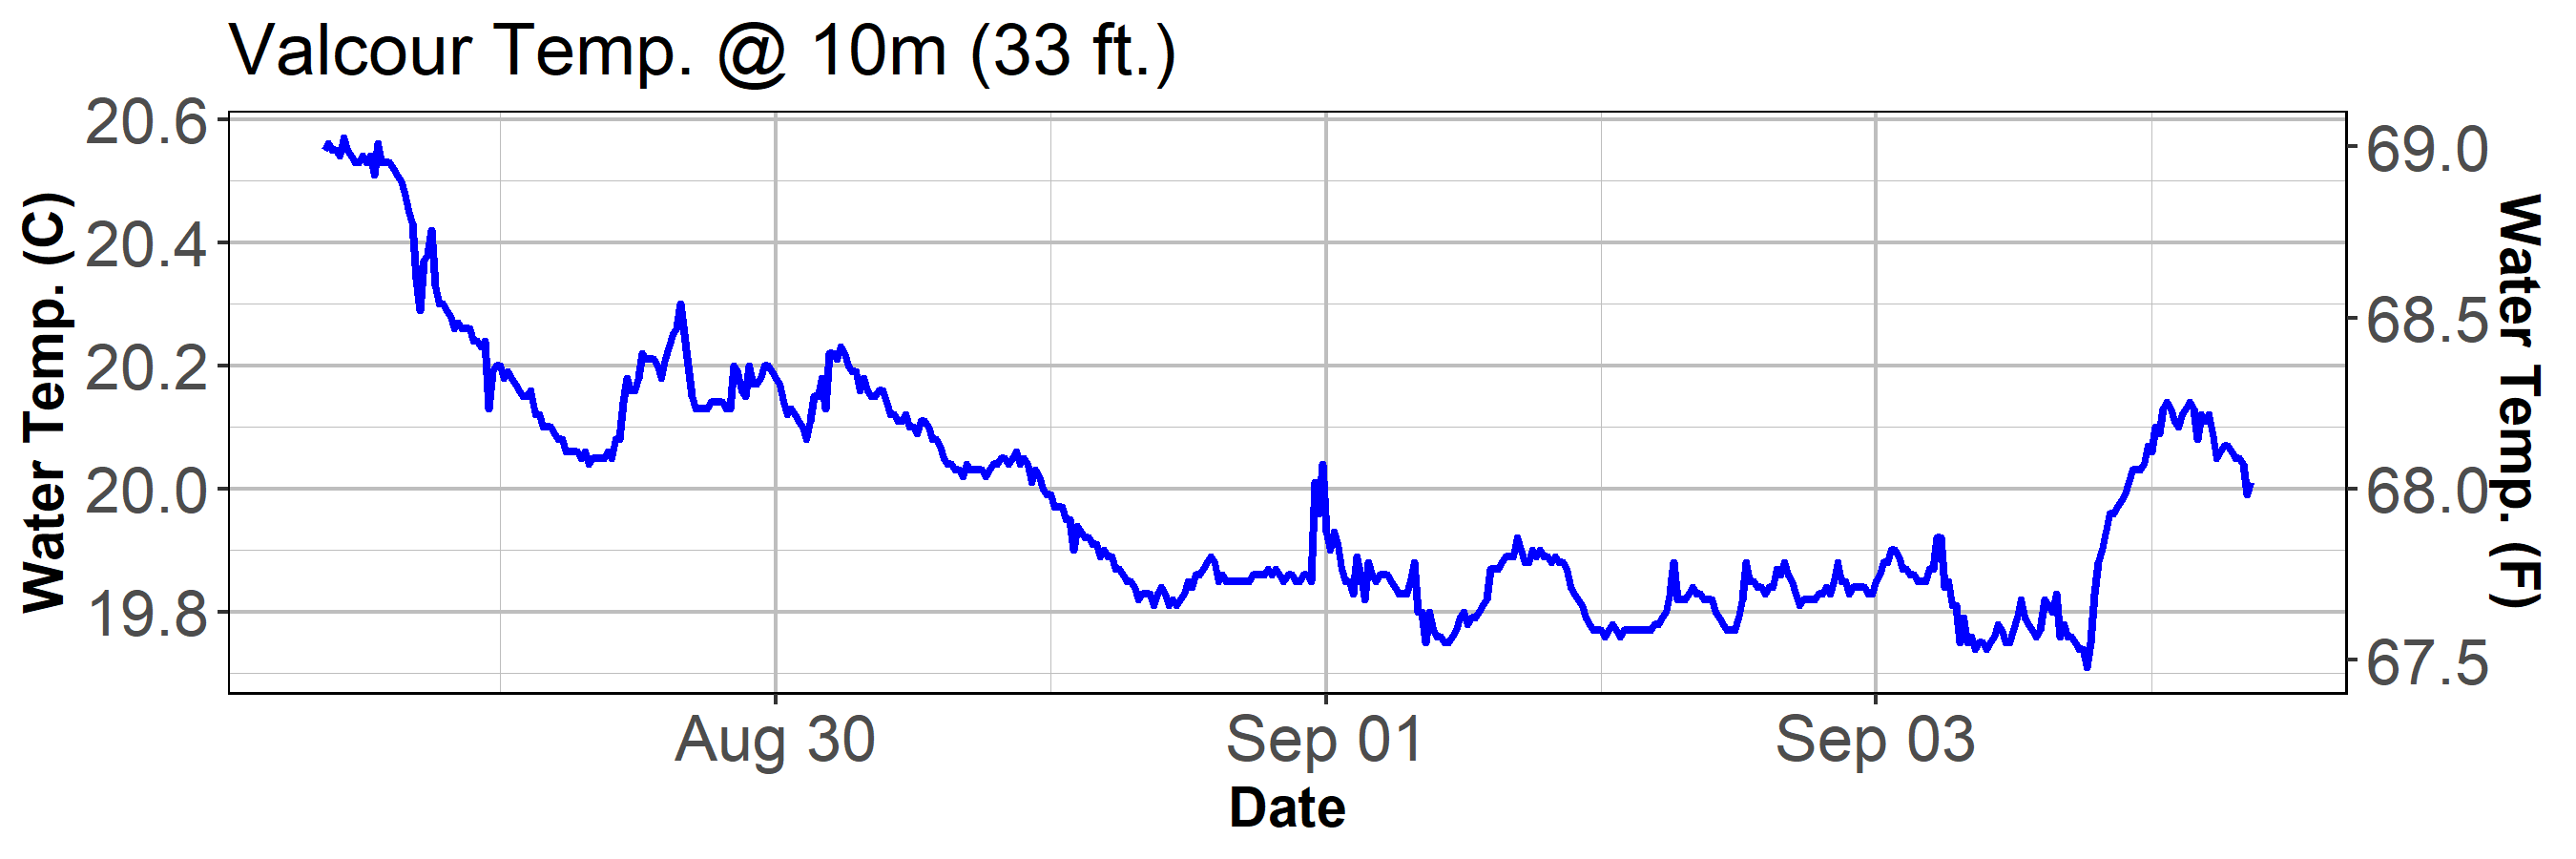 Valcour Temp. @ 10m (33 ft.)
Water Temp. (C)
20.6
20.4
20.2
20.0
19.8
69.0
68.5
68.0
67.5
Water Temp. (F)
Aug 30
Sep 01
Sep 03
Date